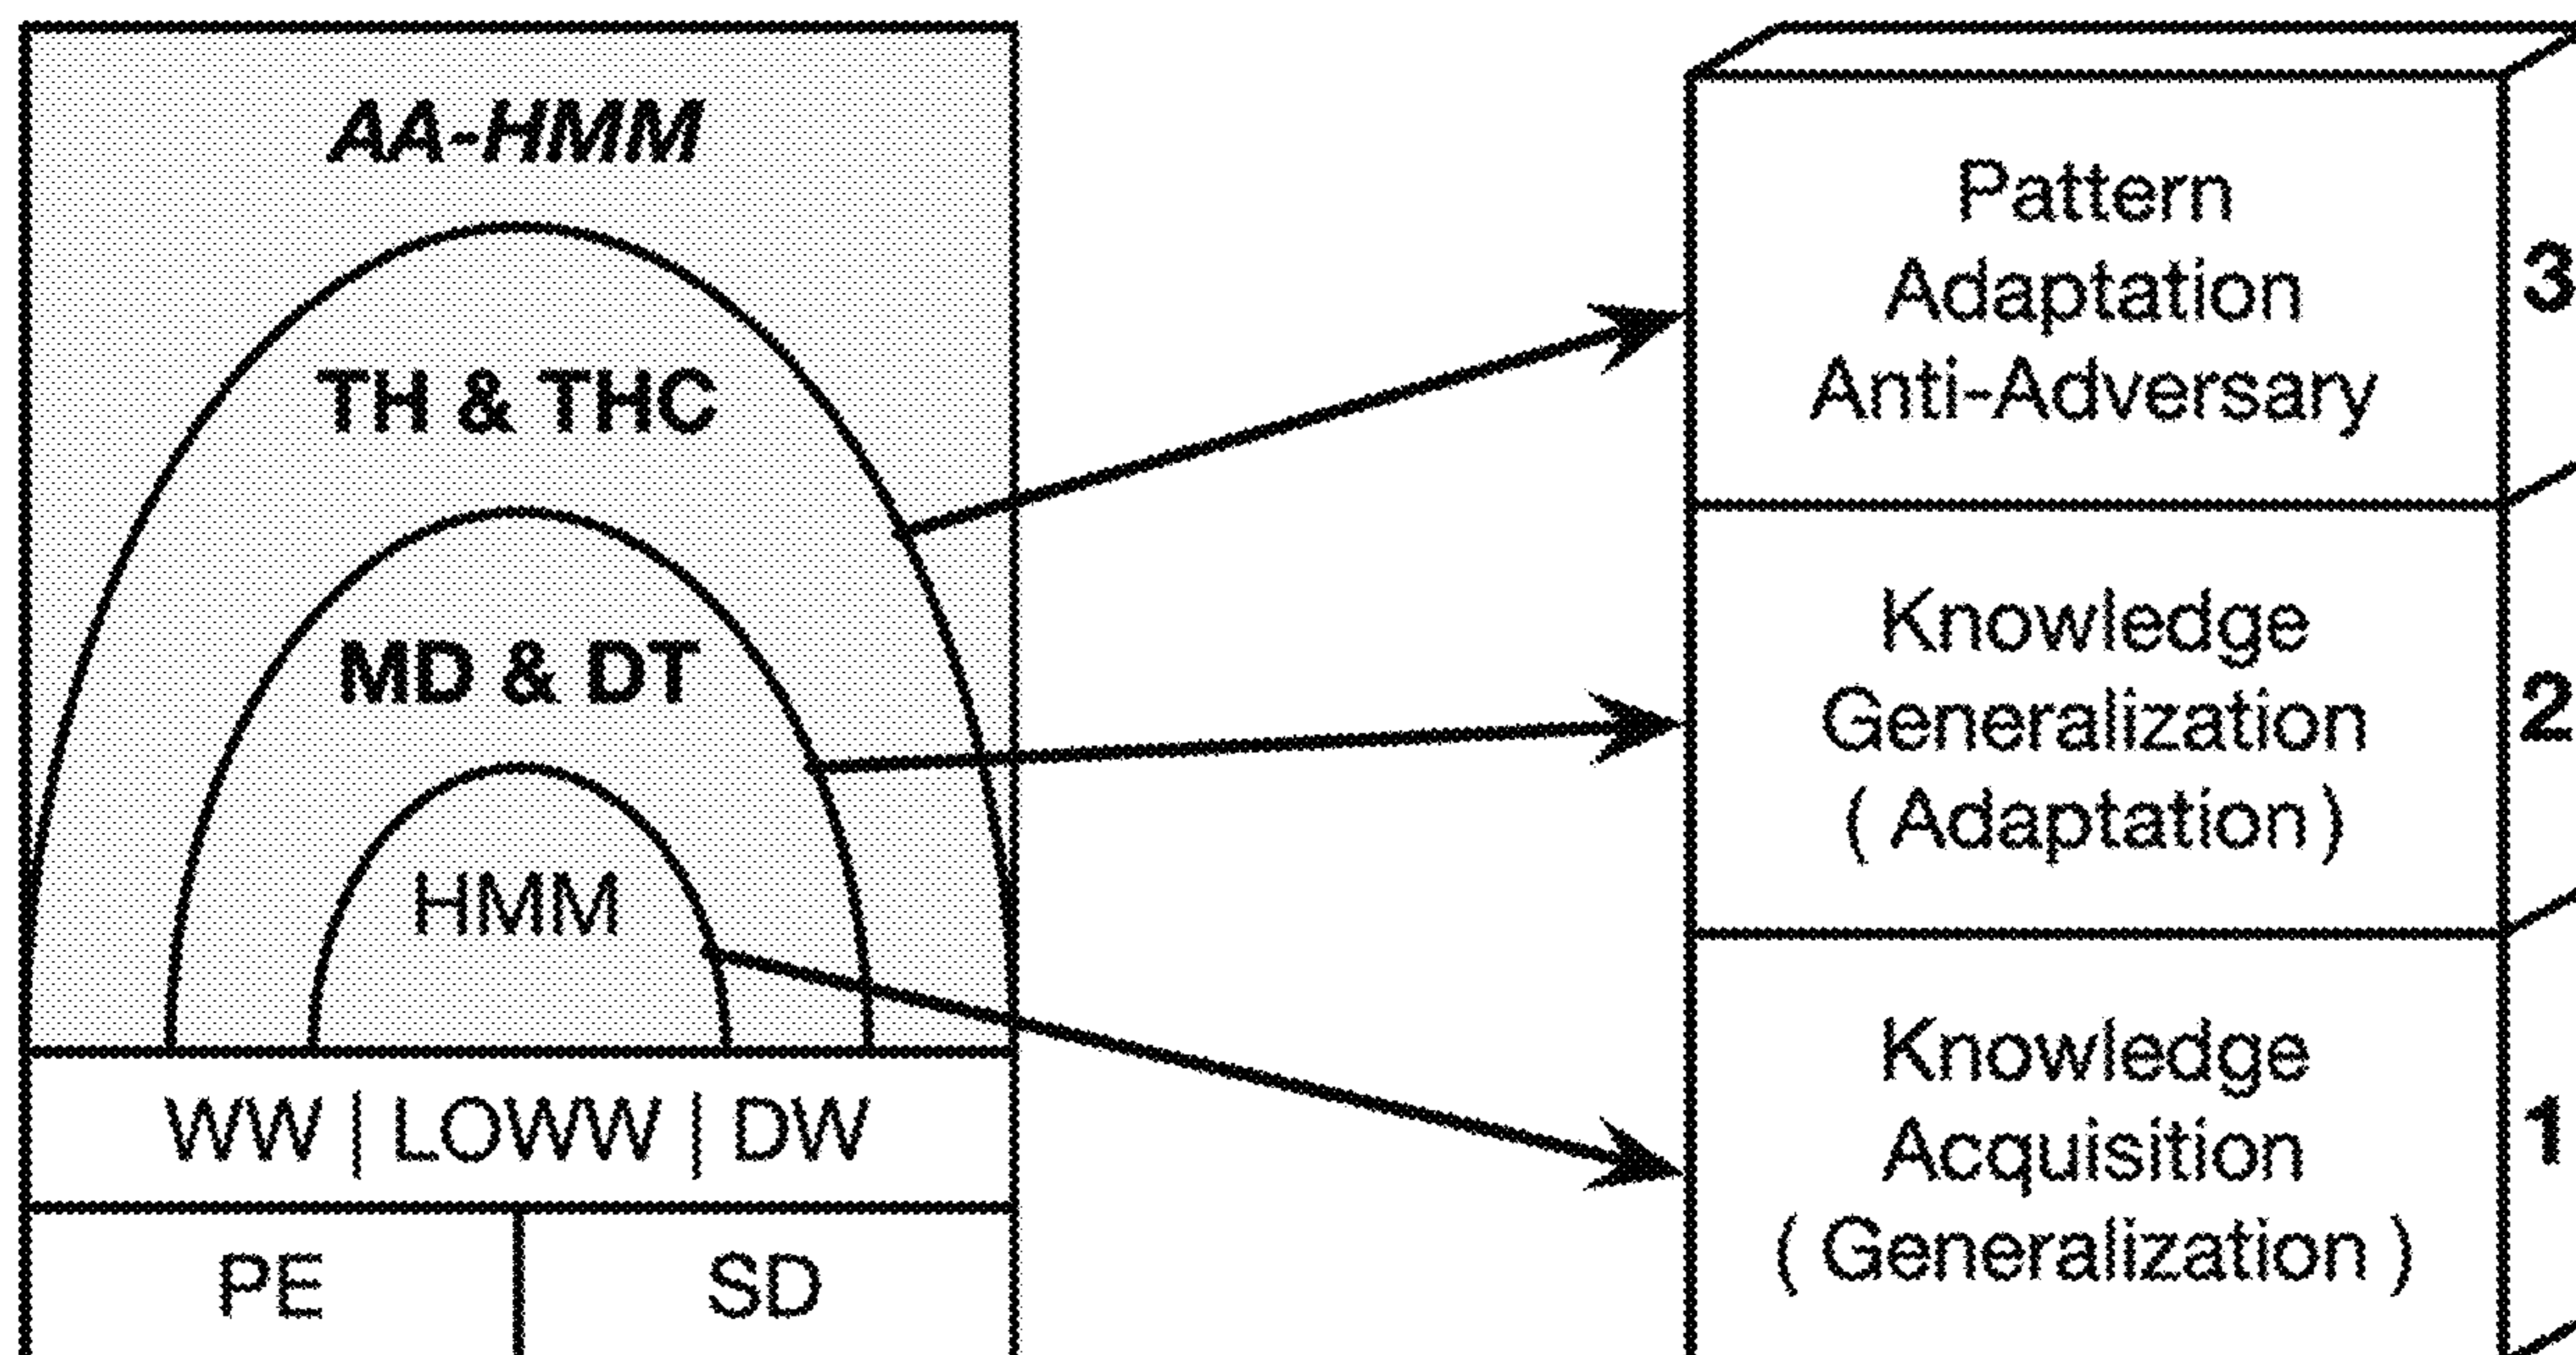 AA-HMM
TH & THC
MD & DT
HMM
WW | LOWW | DW
PE
SD
Pattern
Adaptation
Anti-Adversary
3
Knowledge
Generalization
( Adaptation )
2
Knowledge
Acquisition
( Generalization )
1